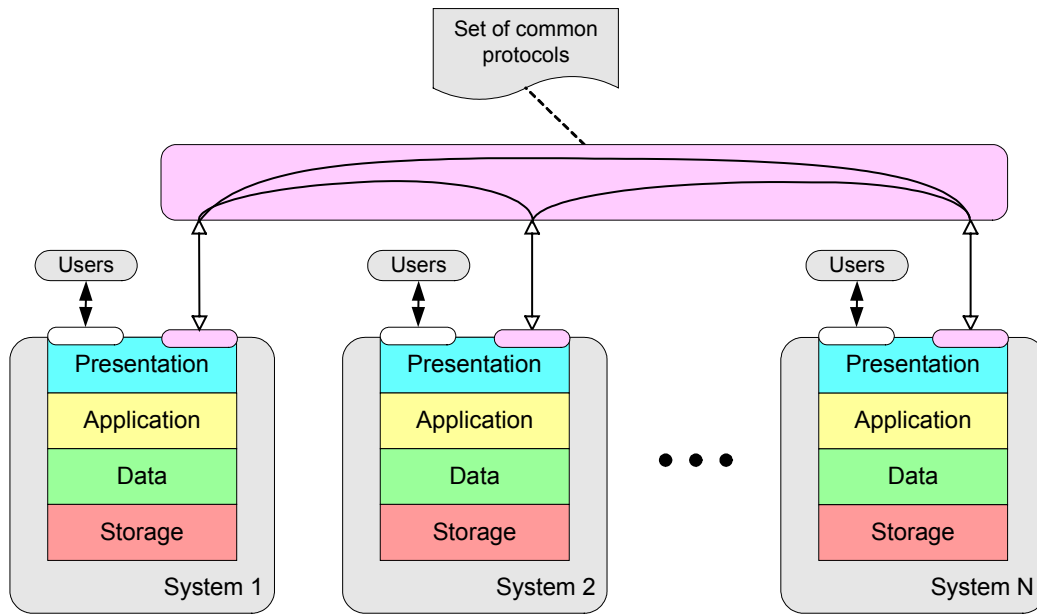 Set of common
protocols
Users
Users
Users
Presentation
Application
Data
Storage
System 1
Presentation
Application
Data
Storage
System 2
Presentation
Application
Data
Storage
System N